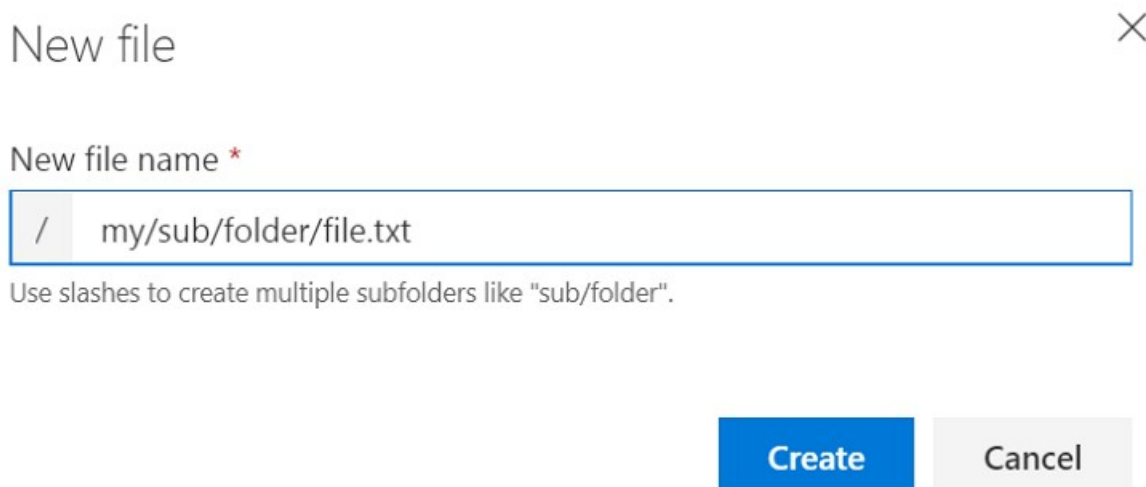 New file
New file name *
/ my/sub/folder/file.txt
Use slashes to create multiple subfolders like "sub/folder".
Create Cancel